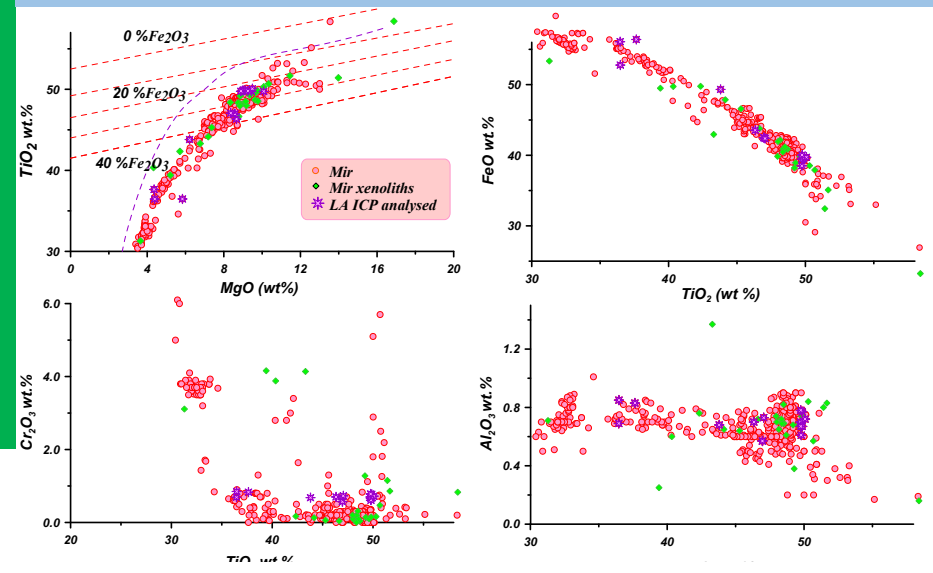 0 %Fe2O3
20 %Fe2O3
40 %Fe2O3
TiO2 wt.%
50
40
30
0 4 8 12 16 20
MgO (wt%)
Mir
Mir xenoliths
LA ICP analysed
FeO wt.%
50
40
30
30 40 50
TiO2 (wt %)
Cr2O3 wt.%
6.0
4.0
2.0
0.0
20 30 40 50
Al2O3 wt.%
1.2
0.8
0.4
0.0
30 40 50